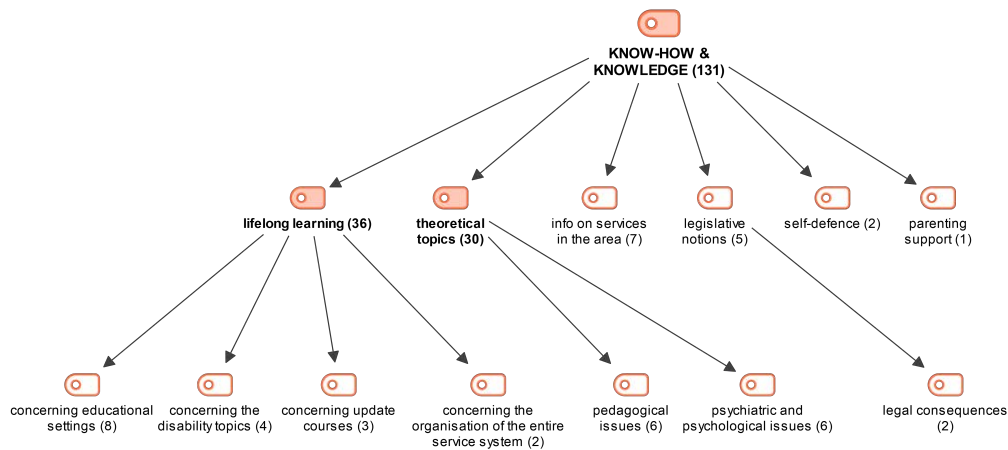 KNOW-HOW &
KNOWLEDGE (131)
lifelong learning (36)
theoretical
topics (30)
info on services
in the area (7)
legislative
notions (5)
self-defence (2)
parenting
support (1)
concerning educational
settings (8)
concerning the
disability topics (4)
concerning update
courses (3)
concerning the
organisation of the entire
service system (2)
pedagogical
issues (6)
psychiatric and
psychological issues (6)
legal consequences
(2)